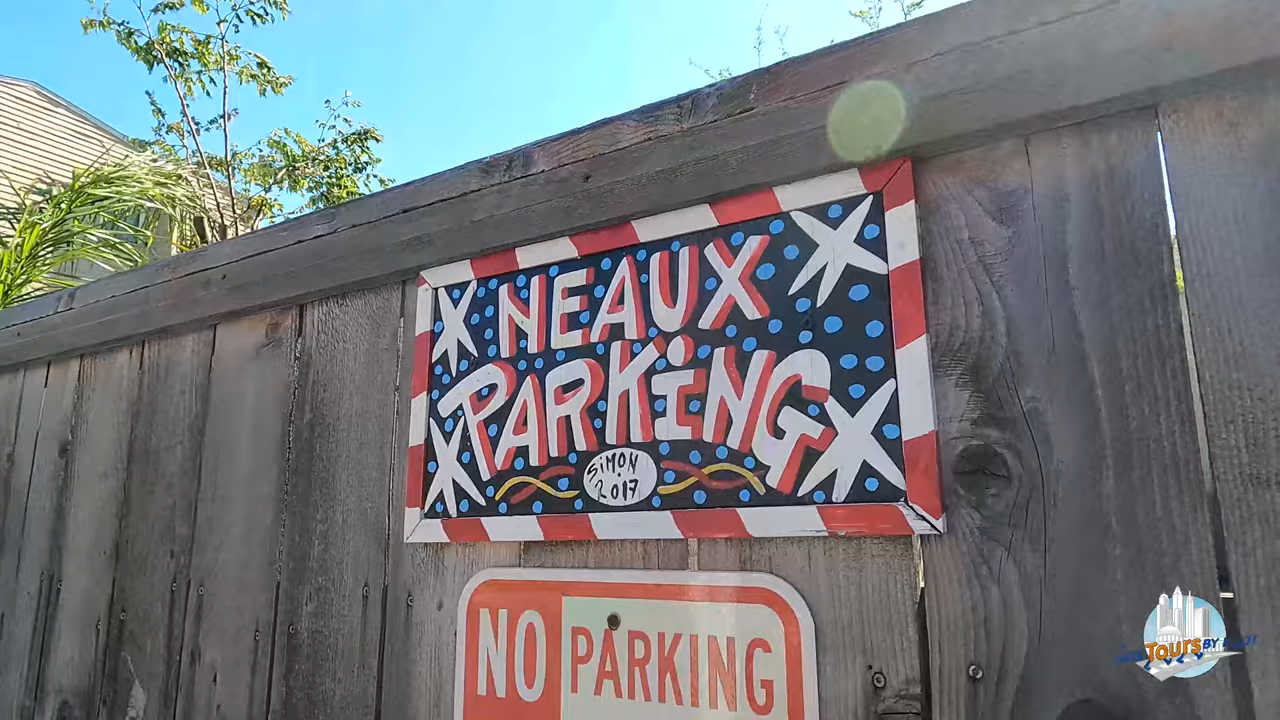 NEAUX
PARKiNG
SiMON
2017
NO PARKING
TOURS BY